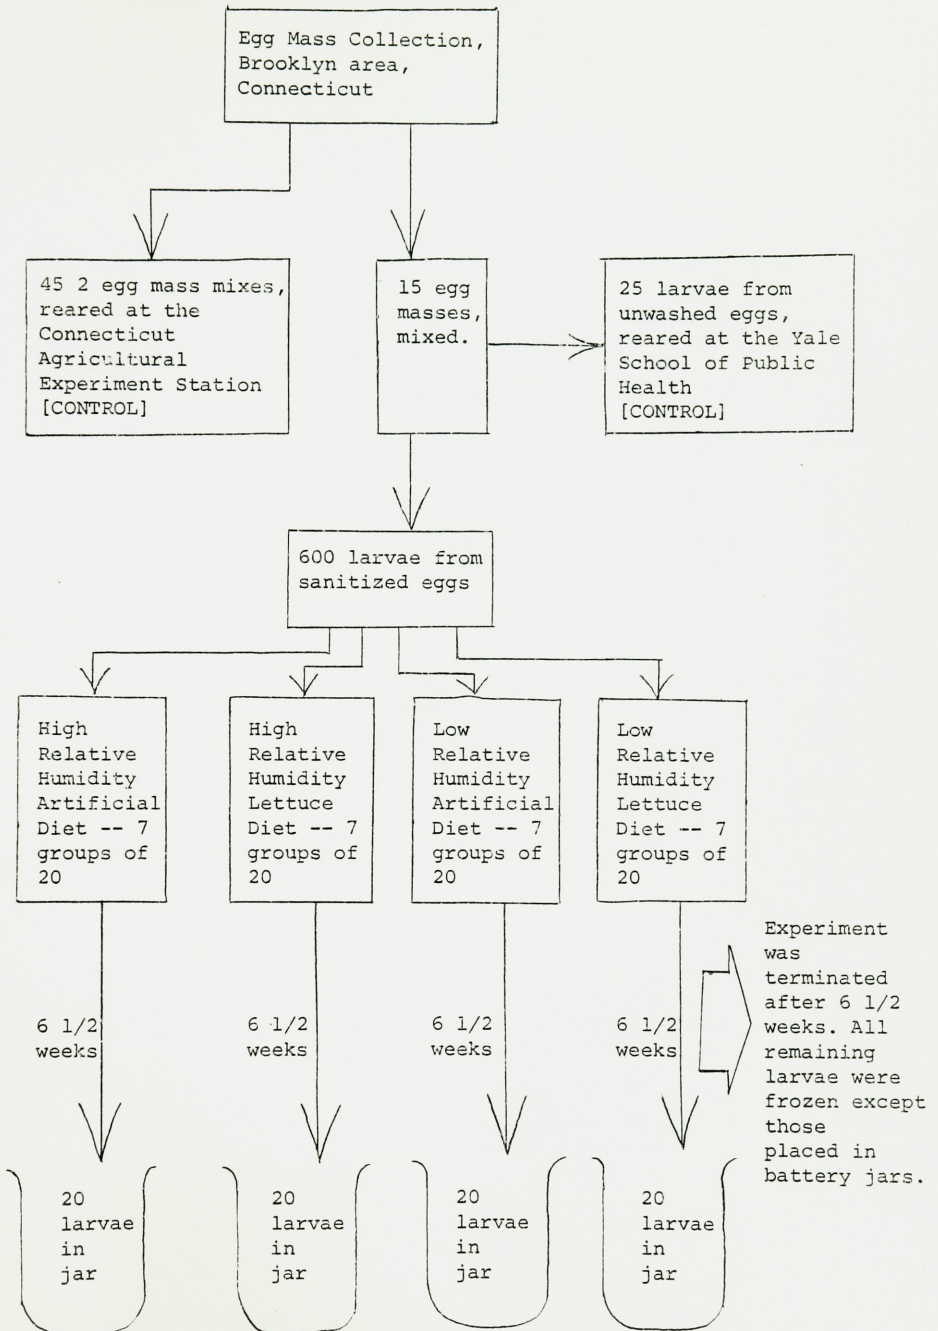 Egg Mass Collection,
Brooklyn area,
Connecticut
45 2 egg mass mixes,
reared at the
Connecticut
Agricultural
Experiment Station
[CONTROL]
15 egg
masses,
mixed.
25 larvae from
unwashed eggs,
reared at the Yale
School of Public
Health
[CONTROL]
600 larvae from
sanitized eggs
High
Relative
Humidity
Artificial
Diet -- 7
groups of
20
High
Relative
Humidity
Lettuce
Diet -- 7
groups of
20
Low
Relative
Humidity
Artificial
Diet -- 7
groups of
20
Low
Relative
Humidity
Lettuce
Diet -- 7
groups of
20
6 1/2
weeks
6 1/2
weeks
6 1/2
weeks
6 1/2
weeks
Experiment
was
terminated
after 6 1/2
weeks. All
remaining
larvae were
frozen except
those
placed in
battery jars.
20
larvae
in
jar
20
larvae
in
jar
20
larvae
in
jar
20
larvae
in
jar